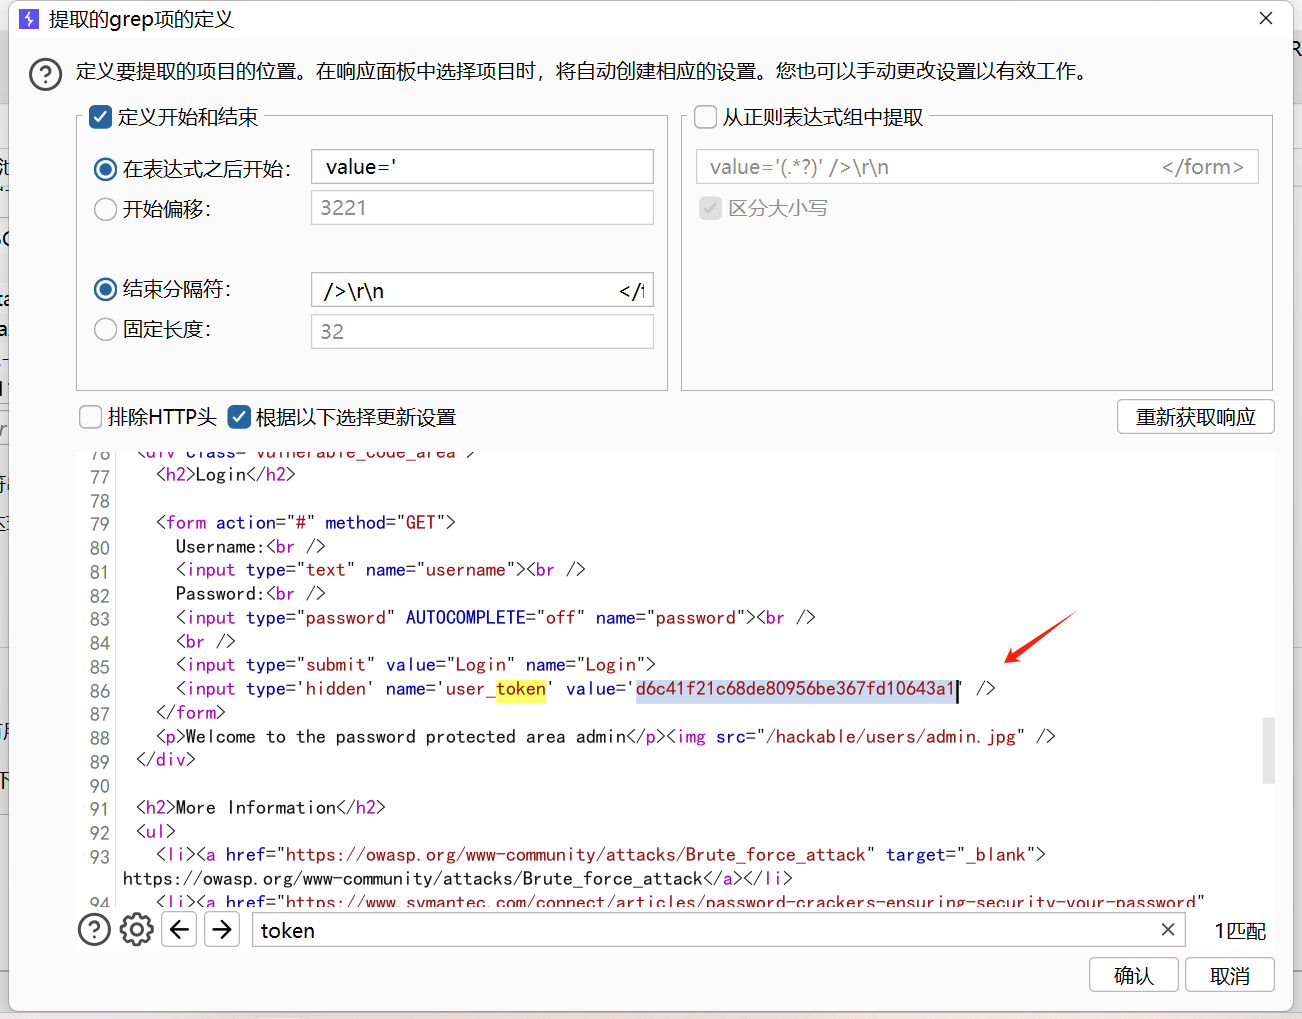 提取的grep项的定义
定义要提取的项目的位置。在响应面板中选择项目时，将自动创建相应的设置。您也可以手动更改设置以有效工作。
定义开始和结束
在表达式之后开始： value='
开始偏移： 3221
结束分隔符： />\r\n </f
固定长度： 32
从正则表达式组中提取
value='(.*?)' />\r\n </form>
区分大小写
排除HTTP头 根据以下选择更新设置 重新获取响应
76 <div class="vulnerable_code_area">
77 <h2>Login</h2>
78
79 <form action="#" method="GET">
80 Username:<br />
81 <input type="text" name="username"><br />
82 Password:<br />
83 <input type="password" AUTOCOMPLETE="off" name="password"><br />
84 <br />
85 <input type="submit" value="Login" name="Login">
86 <input type='hidden' name='user_token' value='d6c41f21c68de80956be367fd10643a1' />
87 </form>
88 <p>Welcome to the password protected area admin</p><img src="/hackable/users/admin.jpg" />
89 </div>
90
91 <h2>More Information</h2>
92 <ul>
93 <li><a href="https://owasp.org/www-community/attacks/Brute_force_attack" target="_blank">
https://owasp.org/www-community/attacks/Brute_force_attack</a></li>
94 <li><a href="https://www.symantec.com/connect/articles/password-crackers-ensuring-security-your-password"
token 1匹配
确认 取消